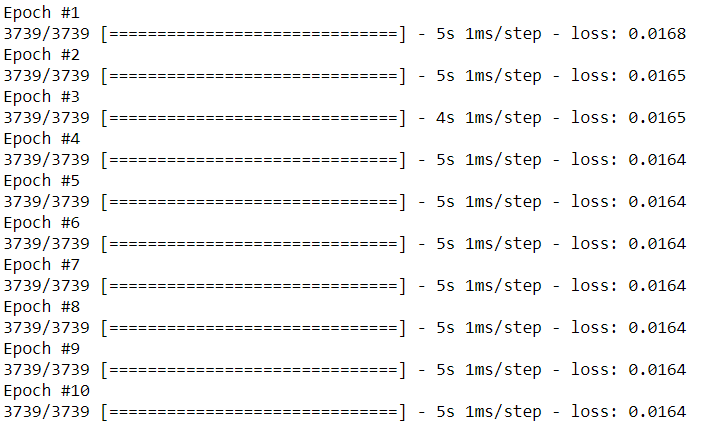 Epoch #1
3739/3739 [==============================] - 5s 1ms/step - loss: 0.0168
Epoch #2
3739/3739 [==============================] - 5s 1ms/step - loss: 0.0165
Epoch #3
3739/3739 [==============================] - 4s 1ms/step - loss: 0.0165
Epoch #4
3739/3739 [==============================] - 5s 1ms/step - loss: 0.0164
Epoch #5
3739/3739 [==============================] - 5s 1ms/step - loss: 0.0164
Epoch #6
3739/3739 [==============================] - 5s 1ms/step - loss: 0.0164
Epoch #7
3739/3739 [==============================] - 5s 1ms/step - loss: 0.0164
Epoch #8
3739/3739 [==============================] - 5s 1ms/step - loss: 0.0164
Epoch #9
3739/3739 [==============================] - 5s 1ms/step - loss: 0.0164
Epoch #10
3739/3739 [==============================] - 5s 1ms/step - loss: 0.0164